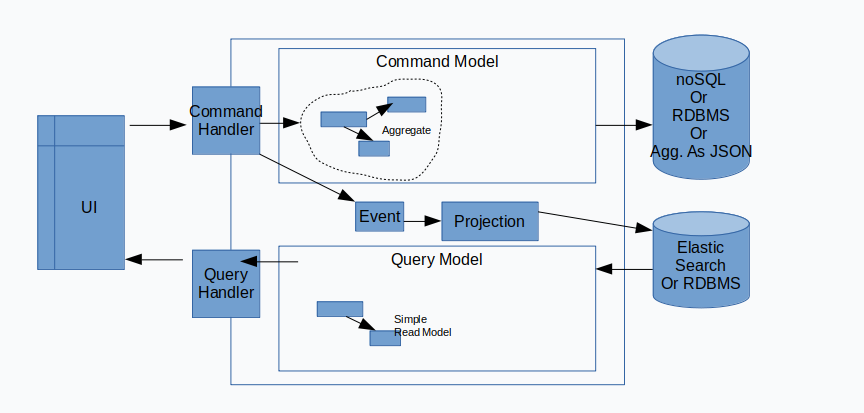 Command Model
Command
Handler
Aggregate
noSQL
Or
RDBMS
Or
Agg. As JSON
UI
Event
Projection
Query Model
Query
Handler
Simple
Read Model
Elastic
Search
Or RDBMS